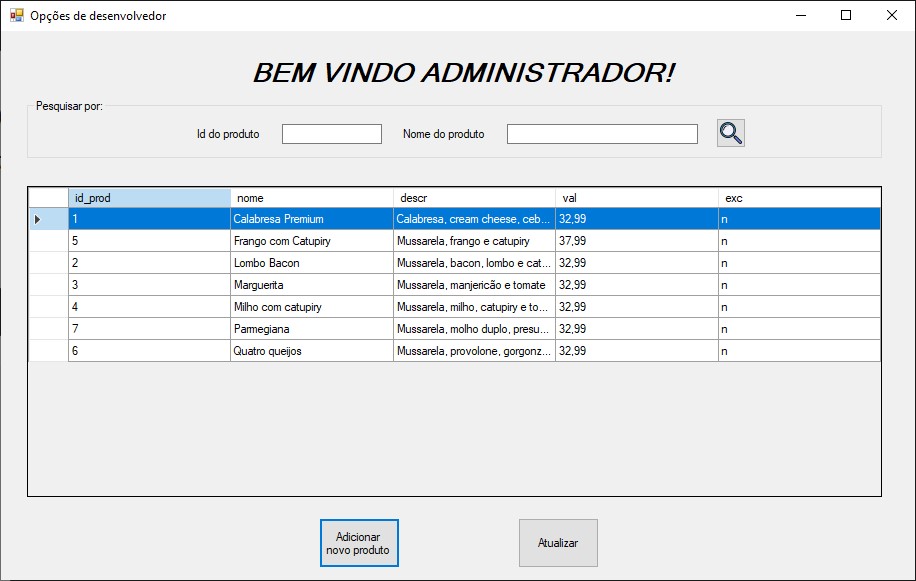 Opções de desenvolvedor
BEM VINDO ADMINISTRADOR!
Pesquisar por:
Id do produto Nome do produto
id_prod nome descr val exc
1 Calabresa Premium Calabresa, cream cheese, ceb... 32,99 n
5 Frango com Catupiry Mussarela, frango e catupiry 37,99 n
2 Lombo Bacon Mussarela, bacon, lombo e cat... 32,99 n
3 Marguerita Mussarela, manjericão e tomate 32,99 n
4 Milho com catupiry Mussarela, milho, catupiry e to... 32,99 n
7 Parmegiana Mussarela, molho duplo, presu... 32,99 n
6 Quatro queijos Mussarela, provolone, gorgonz... 32,99 n
Adicionar
novo produto
Atualizar